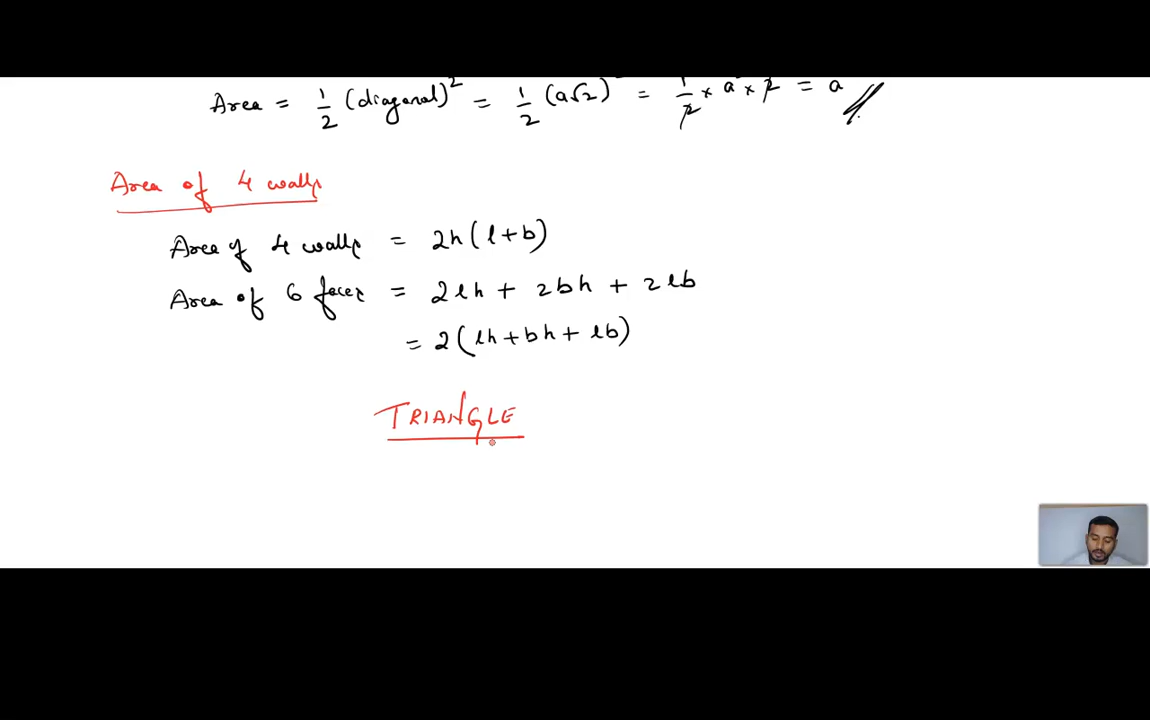 Area = 1/2 (diagonal)² = 1/2 (a√2) = 1/2 × a × 2 = a
Area of 4 walls
Area of 4 walls = 2h(l+b)
Area of 6 faces = 2lh + 2bh + 2lb
= 2(lh+bh+lb)
TRIANGLE